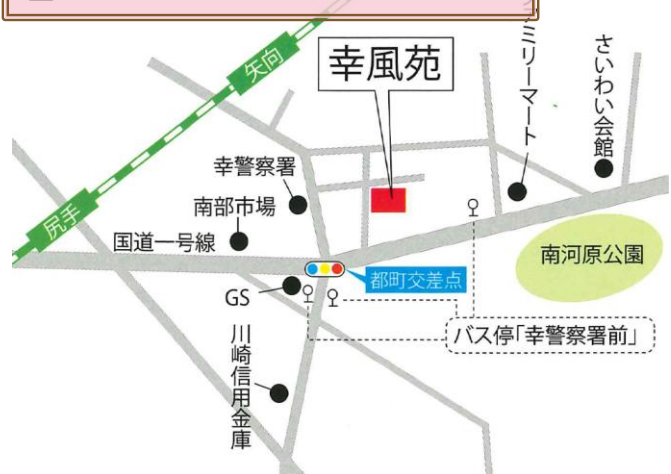 矢向
幸風苑
ファミリーマート
さいわい会館
幸警察署
南部市場
尻手
国道一号線
南河原公園
都町交差点
GS
バス停「幸警察署前」
川崎信用金庫